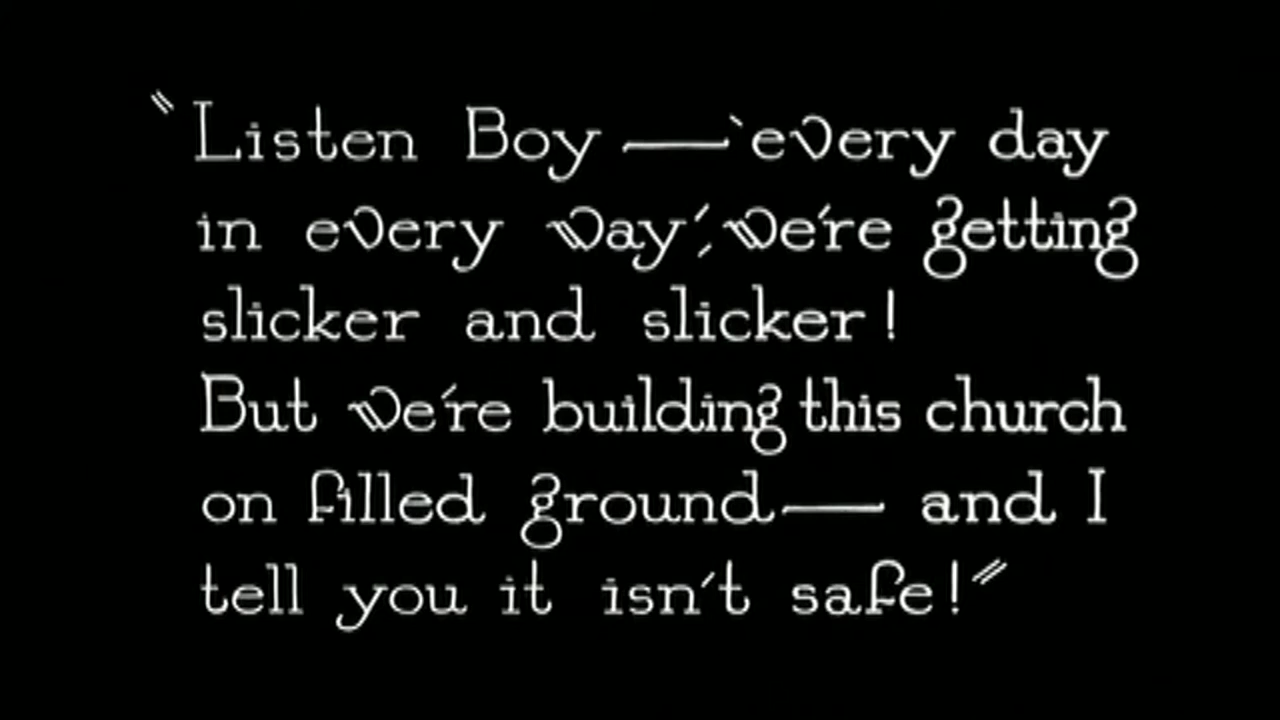 "Listen Boy — 'every day
in every way', we're getting
slicker and slicker!
But we're building this church
on filled ground — and I
tell you it isn't safe!"